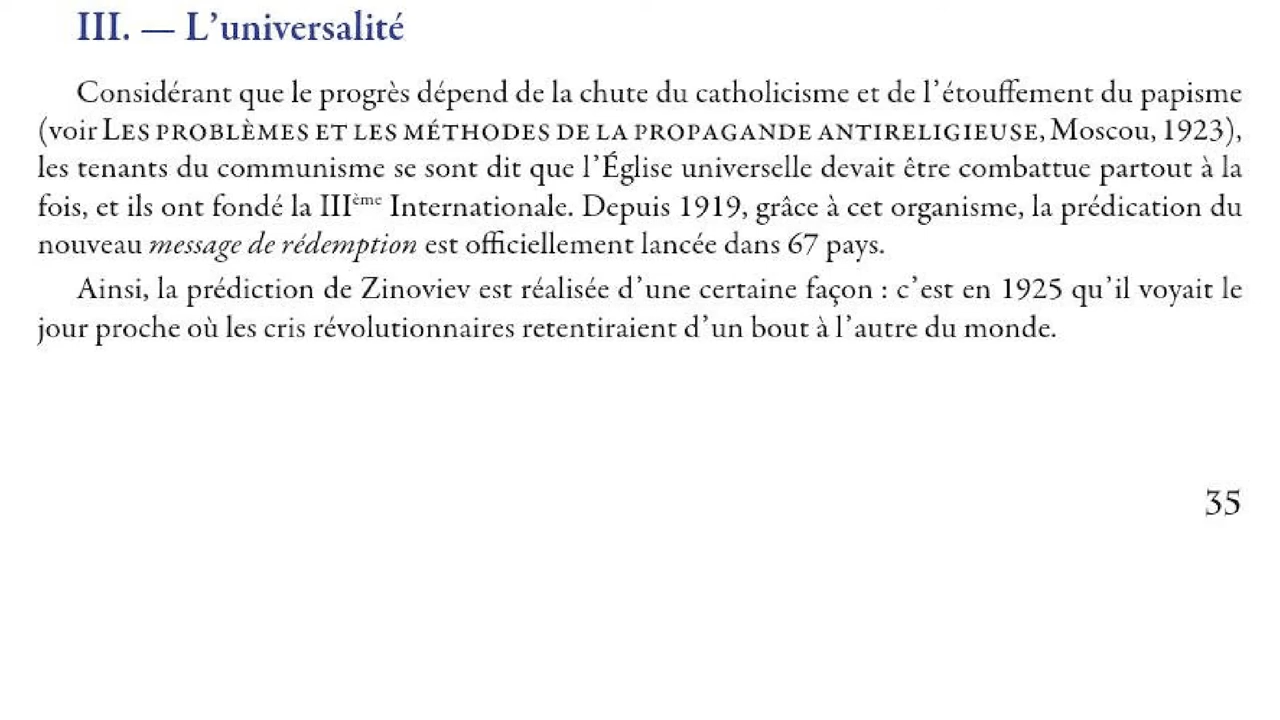 III. — L’universalité
Considérant que le progrès dépend de la chute du catholicisme et de l’étouffement du papisme
(voir LES PROBLÈMES ET LES MÉTHODES DE LA PROPAGANDE ANTIRELIGIEUSE, Moscou, 1923),
les tenants du communisme se sont dit que l’Église universelle devait être combattue partout à la
fois, et ils ont fondé la IIIème Internationale. Depuis 1919, grâce à cet organisme, la prédication du
nouveau message de rédemption est officiellement lancée dans 67 pays.
Ainsi, la prédiction de Zinoviev est réalisée d’une certaine façon : c’est en 1925 qu’il voyait le
jour proche où les cris révolutionnaires retentiraient d’un bout à l’autre du monde.
35